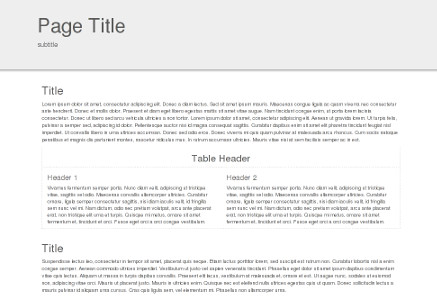 Page Title
subtitle
Title
Lorem ipsum dolor sit amet, consectetur adipiscing elit. Donec a diam lectus. Sed sit amet ipsum mauris. Maecenas congue ligula ac quam viverra nec consectetur
ante hendrerit. Donec et mollis dolor. Praesent et diam eget libero egestas mattis sit amet vitae augue. Nam tincidunt congue enim, ut porta lorem lacinia
consectetur. Donec ut libero sed arcu vehicula ultricies a non tortor. Lorem ipsum dolor sit amet, consectetur adipiscing elit. Aenean ut gravida lorem. Ut turpis felis,
pulvinar a semper sed, adipiscing id dolor. Pellentesque auctor nisi id magna consequat sagittis. Curabitur dapibus enim sit amet elit pharetra tincidunt feugiat nisl
imperdiet. Ut convallis libero in urna ultrices accumsan. Donec sed odio eros. Donec viverra mi quis quam pulvinar at malesuada arcu rhoncus. Cum sociis natoque
penatibus et magnis dis parturient montes, nascetur ridiculus mus. In rutrum accumsan ultricies. Mauris vitae nisi at sem facilisis semper ac in est.
Table Header
Header 1
Vivamus fermentum semper porta. Nunc diam velit, adipiscing ut tristique
vitae, sagittis vel odio. Maecenas convallis ullamcorper ultricies. Curabitur
ornare, ligula semper consectetur sagittis, nisi diam iaculis velit, id fringilla
sem nunc vel mi. Nam dictum, odio nec pretium volutpat, arcu ante placerat
erat, non tristique elit urna et turpis. Quisque mi metus, ornare sit amet
fermentum et, tincidunt et orci. Fusce eget orci a orci congue vestibulum
Header 2
Vivamus fermentum semper porta. Nunc diam velit, adipiscing ut tristique
vitae, sagittis vel odio. Maecenas convallis ullamcorper ultricies. Curabitur
ornare, ligula semper consectetur sagittis, nisi diam iaculis velit, id fringilla
sem nunc vel mi. Nam dictum, odio nec pretium volutpat, arcu ante placerat
erat, non tristique elit urna et turpis. Quisque mi metus, ornare sit amet
fermentum et, tincidunt et orci. Fusce eget orci a orci congue vestibulum
Title
Suspendisse lectus leo, consectetur in tempor sit amet, placerat quis neque. Etiam luctus porttitor lorem, sed suscipit est rutrum non. Curabitur lobortis nisl a enim
congue semper. Aenean commodo ultrices imperdiet. Vestibulum ut justo vel sapien venenatis tincidunt. Phasellus eget dolor sit amet ipsum dapibus condimentum
vitae quis lectus. Aliquam ut massa in turpis dapibus convallis. Praesent elit lacus, vestibulum at malesuada et, ornare et est. Ut augue nunc, sodales ut euismod
non, adipiscing vitae orci. Mauris ut placerat justo. Mauris in ultricies enim. Quisque nec est eleifend nulla ultrices egestas quis ut quam. Donec sollicitudin lectus a
mauris pulvinar id aliquam urna cursus. Cras quis ligula sem, vel elementum mi. Phasellus non ullamcorper urna.